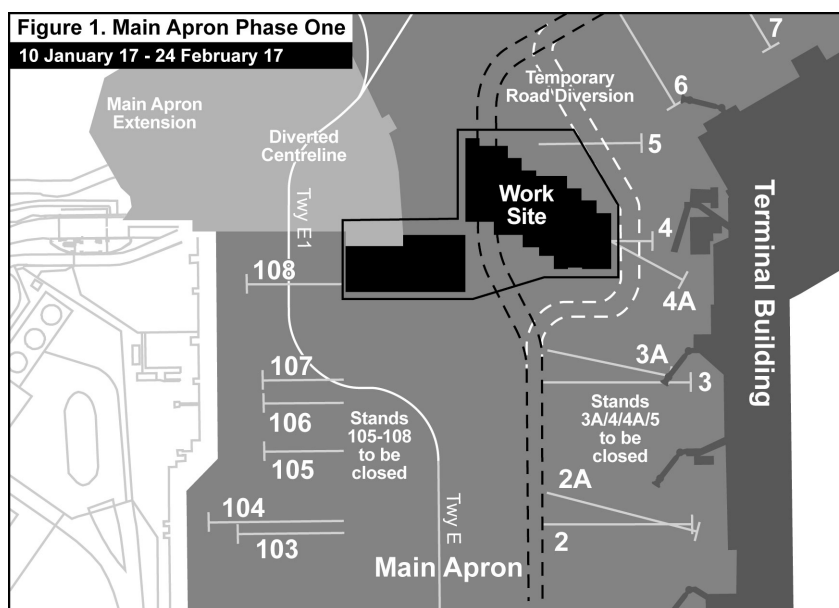 Figure 1. Main Apron Phase One
10 January 17 - 24 February 17
7
6
Main Apron
Extension
Temporary
Road Diversion
Diverted
Centreline
5
Work
Site
Twy E1
4
Terminal Building
108
4A
3A
3
107
106
Stands
105-108
to be
closed
Stands
3A/4/4A/5
to be
closed
105
2A
104
103
Twy E
2
Main Apron